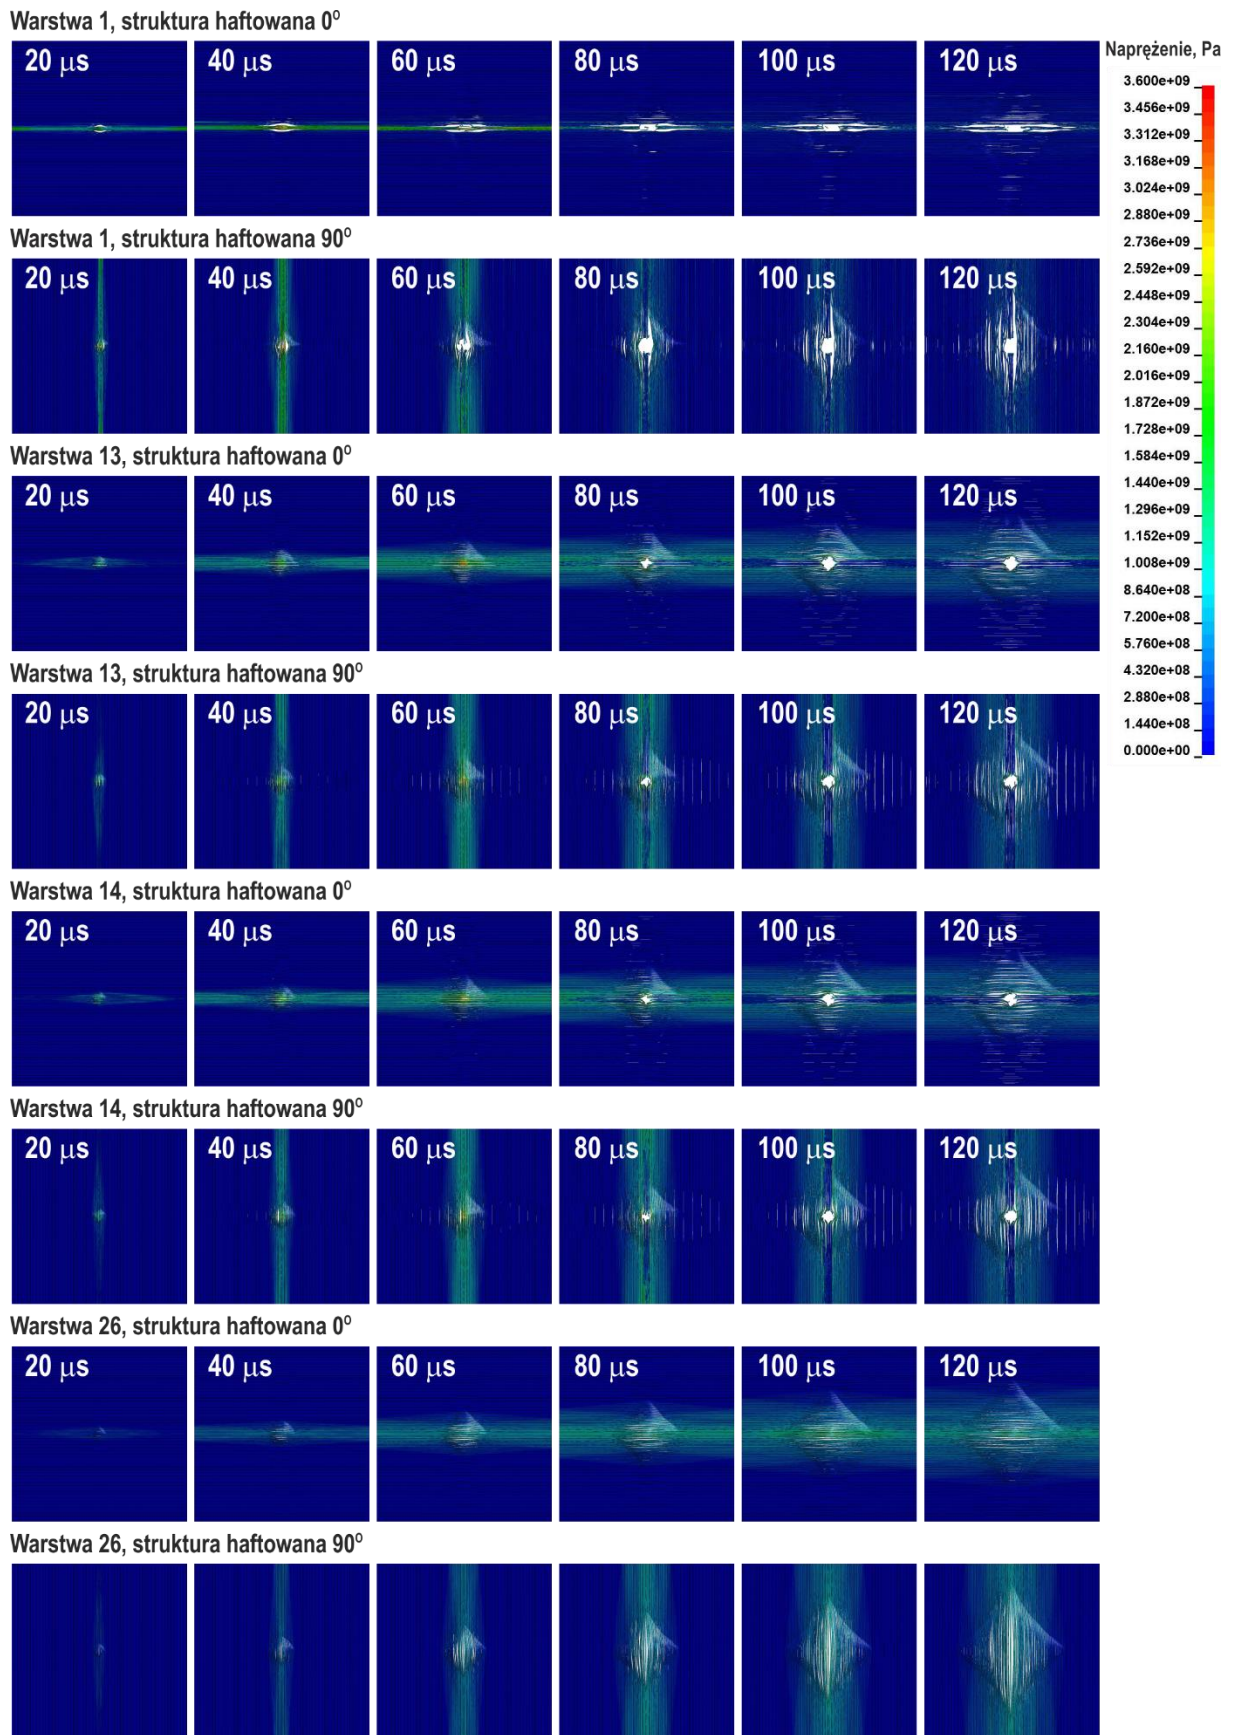 Warstwa 1, struktura haftowana 0º
20 μs 40 μs 60 μs 80 μs 100 μs 120 μs
Naprężenie, Pa
3.600e+09
3.456e+09
3.312e+09
3.168e+09
3.024e+09
2.880e+09
2.736e+09
2.592e+09
2.448e+09
2.304e+09
2.160e+09
2.016e+09
1.872e+09
1.728e+09
1.584e+09
1.440e+09
1.296e+09
1.152e+09
1.008e+09
8.640e+08
7.200e+08
5.760e+08
4.320e+08
2.880e+08
1.440e+08
0.000e+00
Warstwa 1, struktura haftowana 90º
20 μs 40 μs 60 μs 80 μs 100 μs 120 μs
Warstwa 13, struktura haftowana 0º
20 μs 40 μs 60 μs 80 μs 100 μs 120 μs
Warstwa 13, struktura haftowana 90º
20 μs 40 μs 60 μs 80 μs 100 μs 120 μs
Warstwa 14, struktura haftowana 0º
20 μs 40 μs 60 μs 80 μs 100 μs 120 μs
Warstwa 14, struktura haftowana 90º
20 μs 40 μs 60 μs 80 μs 100 μs 120 μs
Warstwa 26, struktura haftowana 0º
20 μs 40 μs 60 μs 80 μs 100 μs 120 μs
Warstwa 26, struktura haftowana 90º